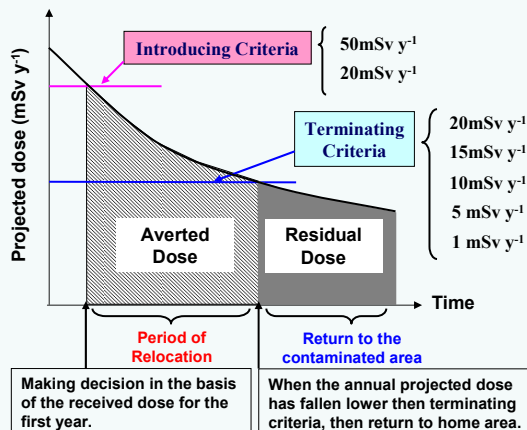 Introducing Criteria
50mSv y-1
20mSv y-1
Projected dose (mSv y-1)
Terminating
Criteria
20mSv y-1
15mSv y-1
10mSv y-1
5 mSv y-1
1 mSv y-1
Averted
Dose
Residual
Dose
Time
Period of
Relocation
Return to the
contaminated area
Making decision in the basis
of the received dose for the
first year.
When the annual projected dose
has fallen lower then terminating
criteria, then return to home area.